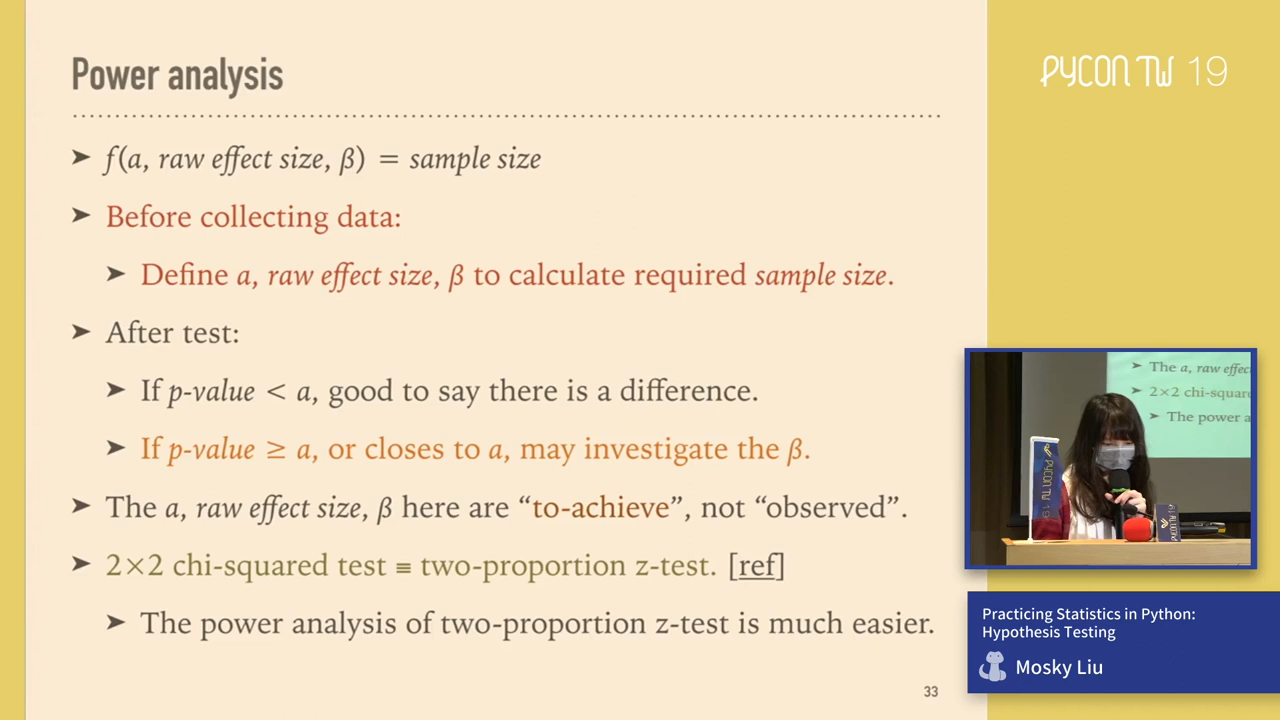 Power analysis
➤ f(a, raw effect size, β) = sample size
➤ Before collecting data:
➤ Define a, raw effect size, β to calculate required sample size.
➤ After test:
➤ If p-value < a, good to say there is a difference.
➤ If p-value ≥ a, or closes to a, may investigate the β.
➤ The a, raw effect size, β here are “to-achieve”, not “observed”.
➤ 2×2 chi-squared test ≡ two-proportion z-test. [ref]
➤ The power analysis of two-proportion z-test is much easier.
33
PYCON TW 19
➤ The a, raw effec
➤ 2×2 chi-square
➤ The power a
PYCON TW 19
Practicing Statistics in Python:
Hypothesis Testing
Mosky Liu